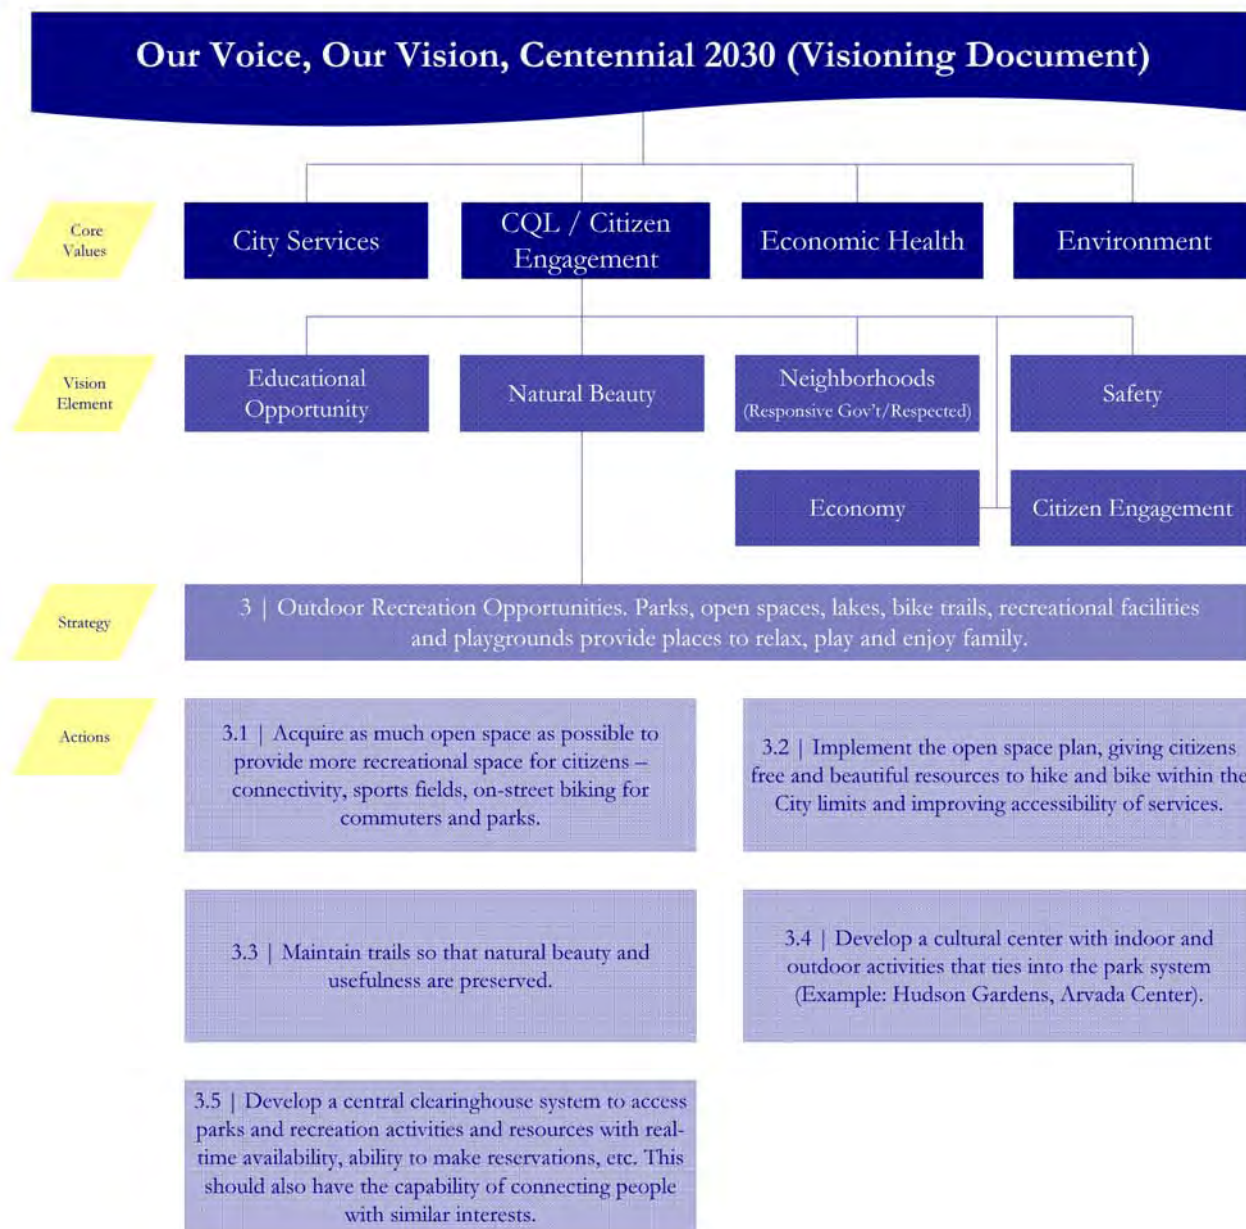 Our Voice, Our Vision, Centennial 2030 (Visioning Document)
Core
Values
City Services
CQL / Citizen
Engagement
Economic Health
Environment
Vision
Element
Educational
Opportunity
Natural Beauty
Neighborhoods
(Responsive Gov't/Respected)
Safety
Economy
Citizen Engagement
Strategy
3 | Outdoor Recreation Opportunities. Parks, open spaces, lakes, bike trails, recreational facilities
and playgrounds provide places to relax, play and enjoy family.
Actions
3.1 | Acquire as much open space as possible to
provide more recreational space for citizens –
connectivity, sports fields, on-street biking for
commuters and parks.
3.2 | Implement the open space plan, giving citizens
free and beautiful resources to hike and bike within the
City limits and improving accessibility of services.
3.3 | Maintain trails so that natural beauty and
usefulness are preserved.
3.4 | Develop a cultural center with indoor and
outdoor activities that ties into the park system
(Example: Hudson Gardens, Arvada Center).
3.5 | Develop a central clearinghouse system to access
parks and recreation activities and resources with real-
time availability, ability to make reservations, etc. This
should also have the capability of connecting people
with similar interests.